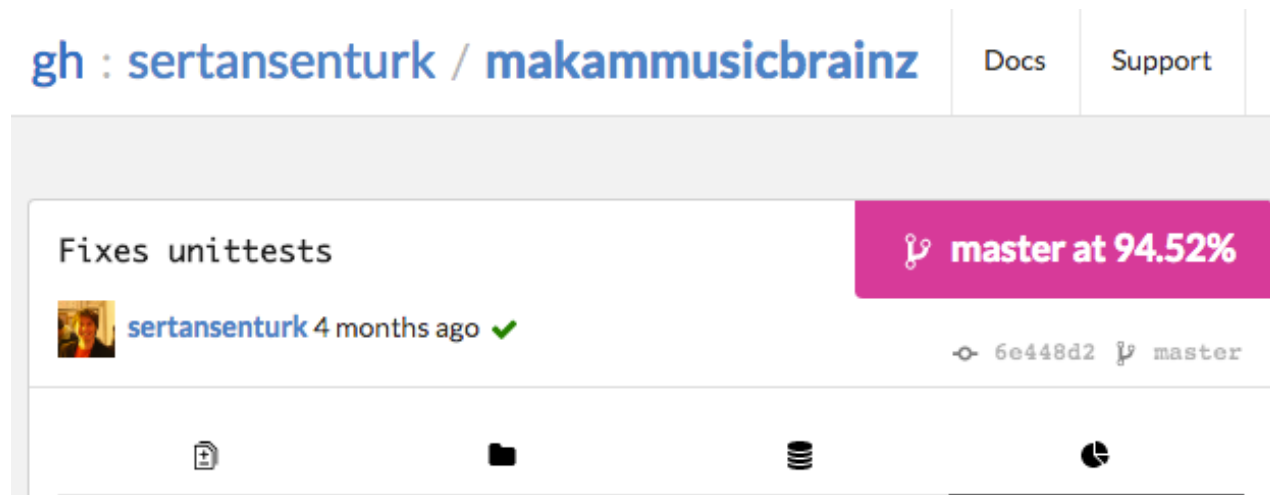 gh : sertansenturk / makammusicbrainz Docs Support
Fixes unittests
master at 94.52%
sertansenturk 4 months ago
6e448d2 master